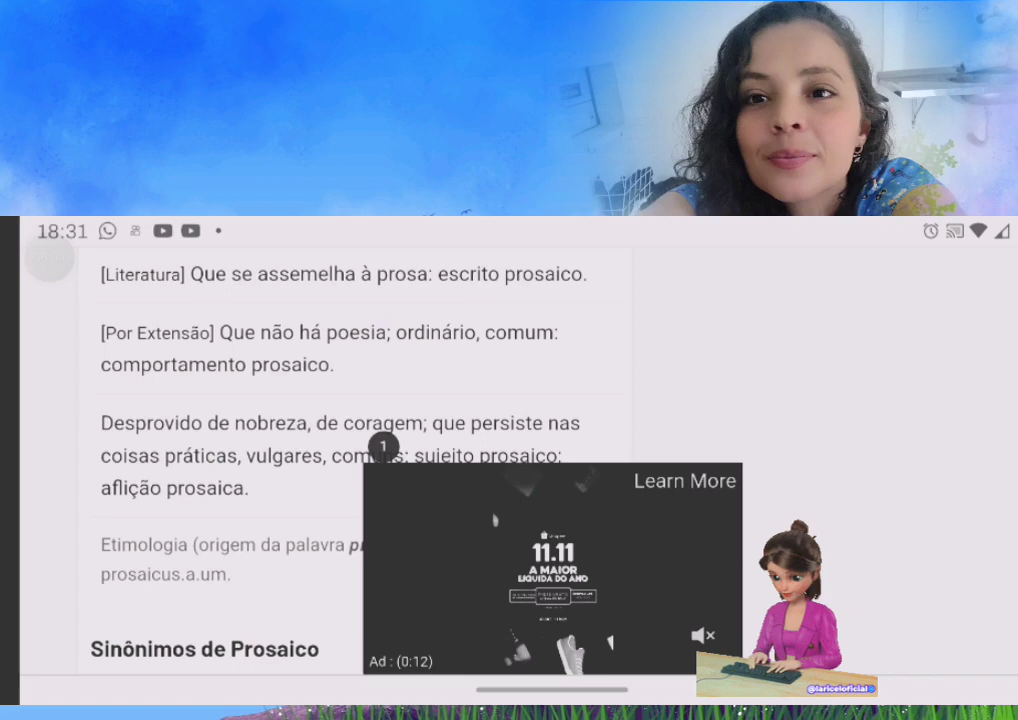 18:31
[Literatura] Que se assemelha à prosa: escrito prosaico.
[Por Extensão] Que não há poesia; ordinário, comum:
comportamento prosaico.
Desprovido de nobreza, de coragem; que persiste nas
coisas práticas, vulgares, comuns: sujeito prosaico;
aflição prosaica.
1
Learn More
Etimologia (origem da palavra
prosaicus.a.um.
11.11
A MAIOR
LIQUIDA DO ANO
Sinônimos de Prosaico
Ad : (0:12)
@lariceloficial